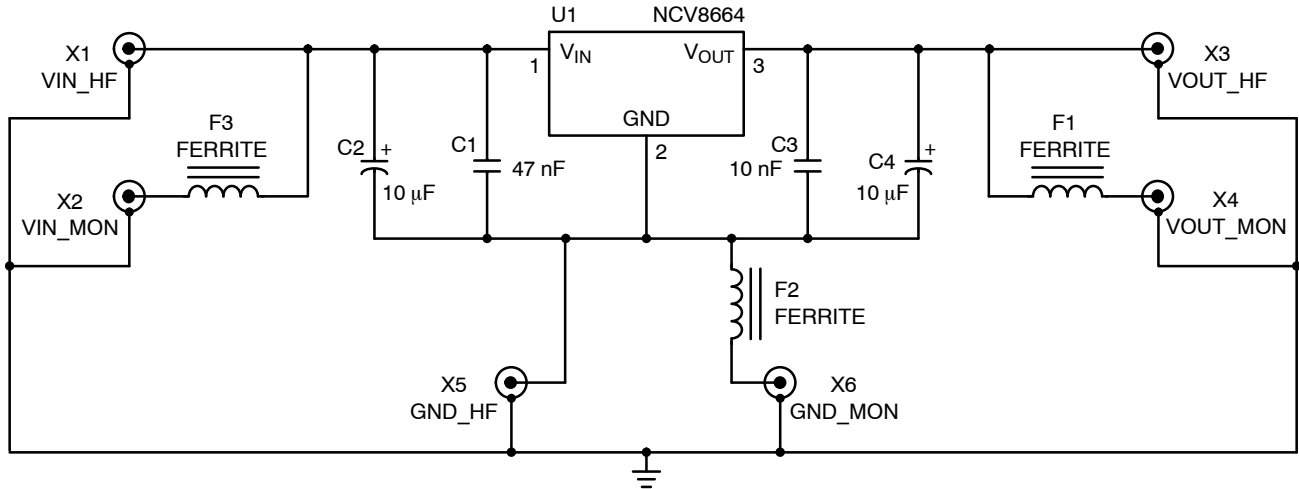 U1 NCV8664
X1
VIN_HF
VIN
VOUT
1
3
X3
VOUT_HF
GND
2
F3
FERRITE
C2 +
10 μF
C1
47 nF
C3
10 nF
C4 +
10 μF
F1
FERRITE
X2
VIN_MON
X4
VOUT_MON
F2
FERRITE
X5
GND_HF
X6
GND_MON